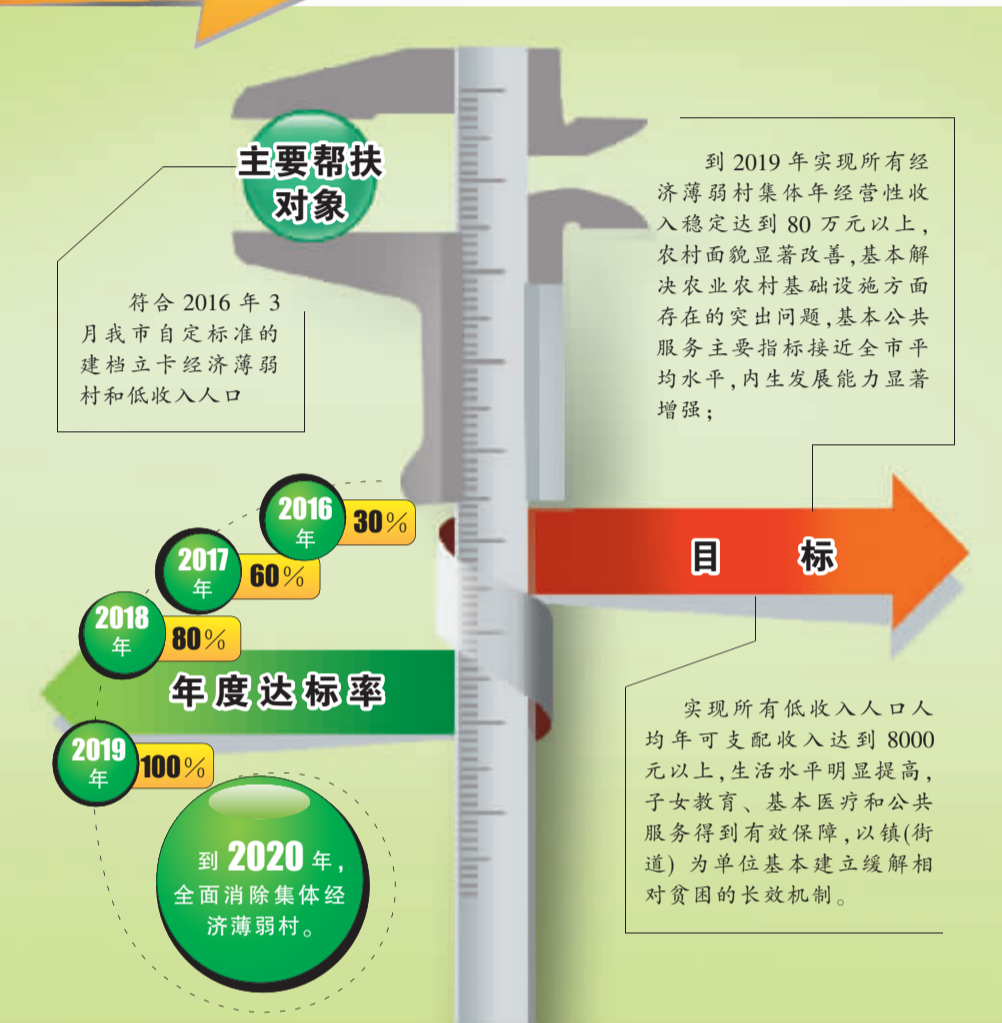 主要帮扶
对象
符合 2016 年 3
月我市自定标准的
建档立卡经济薄弱
村和低收入人口
到 2019 年实现所有经
济薄弱村集体年经营性收
入稳定达到 80 万元以上，
农村面貌显著改善，基本解
决农业农村基础设施方面
存在的突出问题，基本公共
服务主要指标接近全市平
均水平，内生发展能力显著
增强；
目 标
实现所有低收入人口人
均年可支配收入达到 8000
元以上，生活水平明显提高，
子女教育、基本医疗和公共
服务得到有效保障，以镇(街
道) 为单位基本建立缓解相
对贫困的长效机制。
2016
年
30%
2017
年
60%
2018
年
80%
年度达标率
2019
年
100%
到 2020 年，
全面消除集体经
济薄弱村。